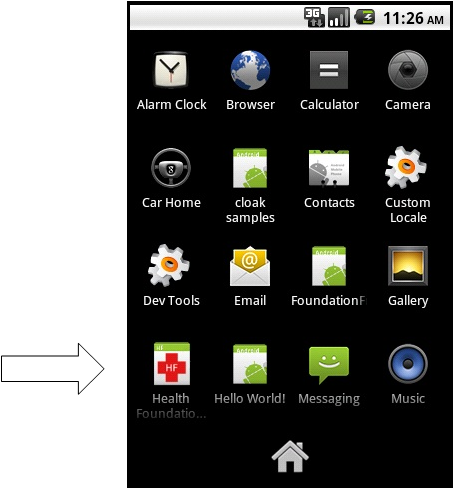 3G
11:26 AM
Alarm Clock
Browser
Calculator
Camera
Car Home
cloak
samples
Contacts
Custom
Locale
Dev Tools
Email
FoundationF
Gallery
HF
Health
Foundatio...
Hello World!
Messaging
Music